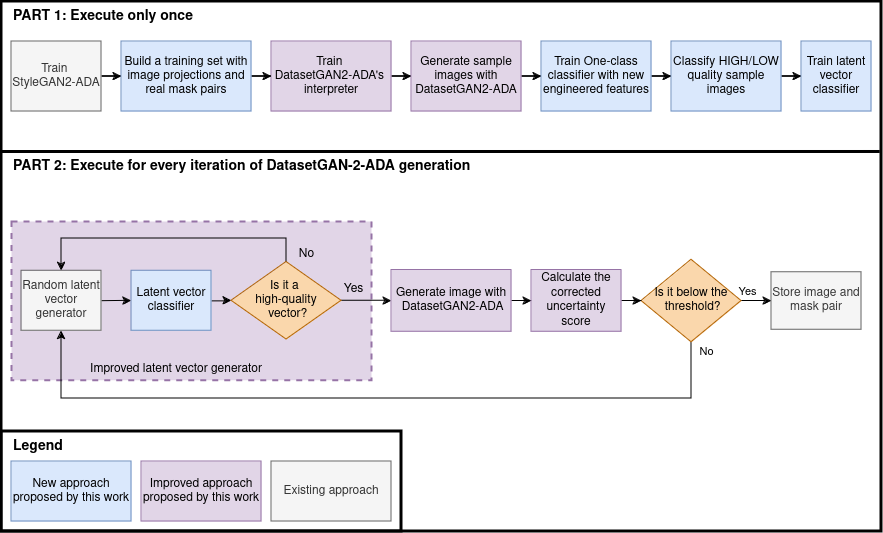 PART 1: Execute only once
Train
StyleGAN2-ADA
Build a training set with
image projections and
real mask pairs
Train
DatasetGAN2-ADA's
interpreter
Generate sample
images with
DatasetGAN2-ADA
Train One-class
classifier with new
engineered features
Classify HIGH/LOW
quality sample
images
Train latent
vector
classifier
PART 2: Execute for every iteration of DatasetGAN-2-ADA generation
No
Random latent
vector
generator
Latent vector
classifier
Is it a
high-quality
vector?
Yes
Generate image with
DatasetGAN2-ADA
Calculate the
corrected
uncertainty
score
Is it below the
threshold?
Yes
Store image and
mask pair
No
Improved latent vector generator
Legend
New approach
proposed by this work
Improved approach
proposed by this work
Existing approach